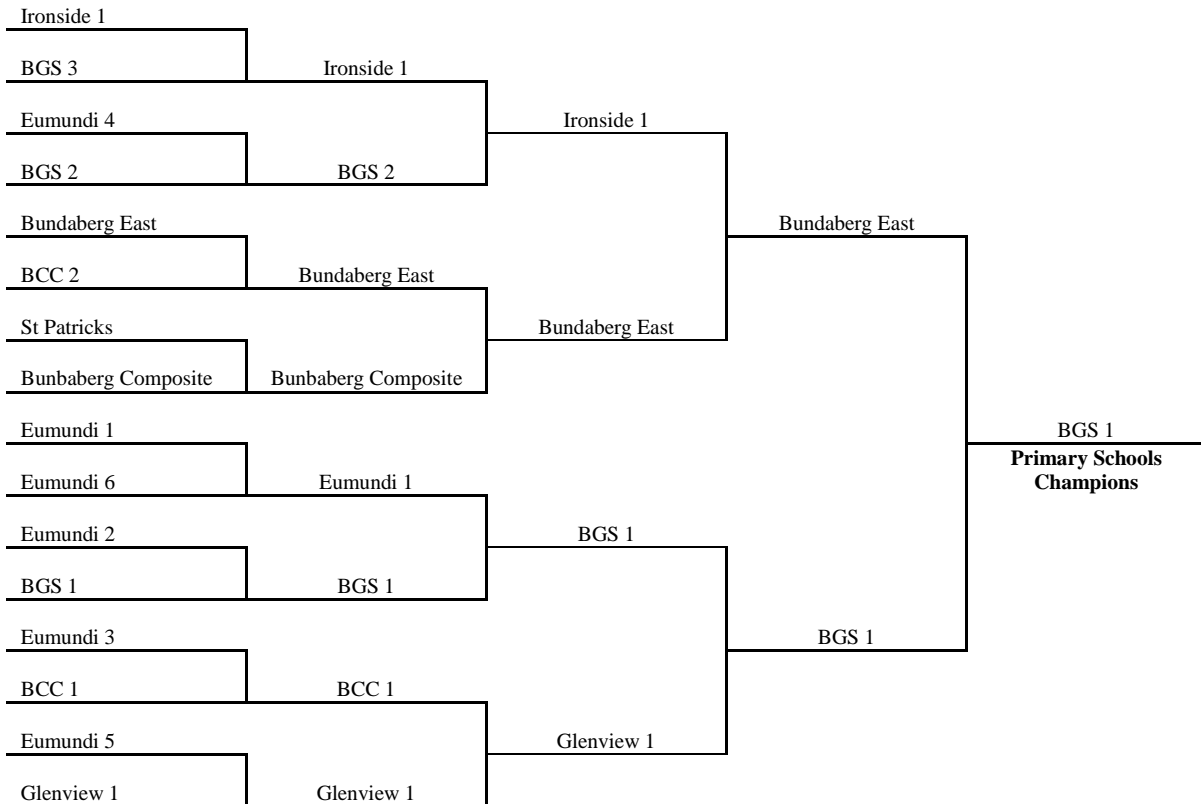 Ironside 1
BGS 3 Ironside 1
Eumundi 4 Ironside 1
BGS 2 BGS 2
Bundaberg East Bundaberg East
BCC 2 Bundaberg East
St Patricks Bundaberg East
Bunbaberg Composite Bunbaberg Composite
Eumundi 1 BGS 1
Primary Schools
Champions
Eumundi 6 Eumundi 1
Eumundi 2 BGS 1
BGS 1 BGS 1
Eumundi 3 BGS 1
BCC 1 BCC 1
Eumundi 5 Glenview 1
Glenview 1 Glenview 1